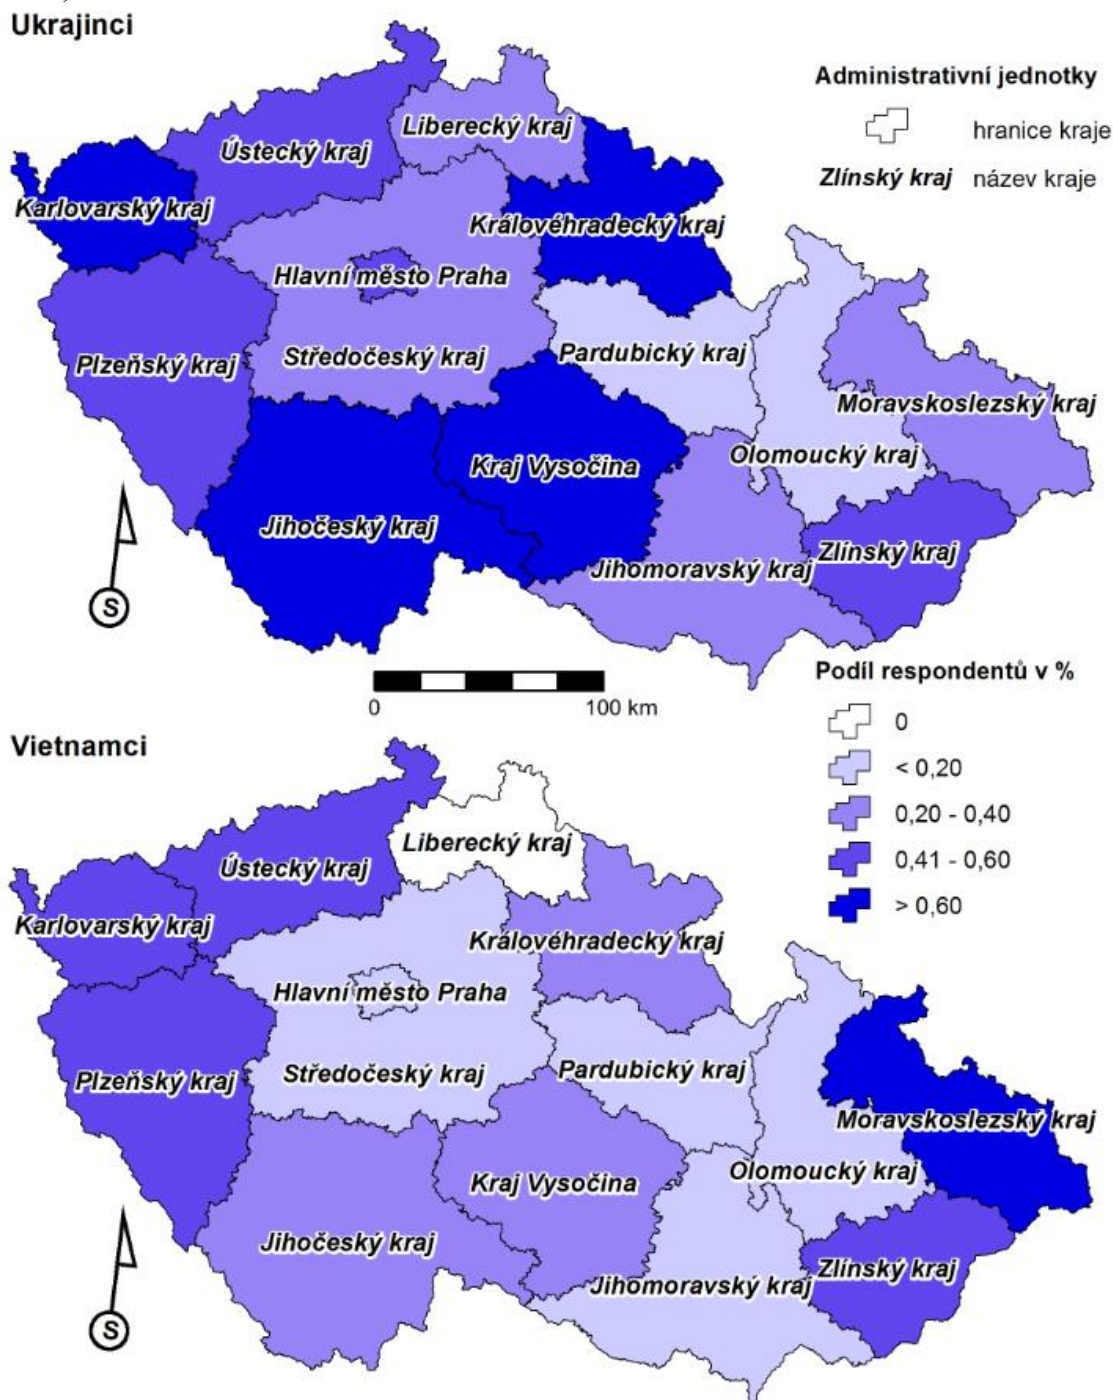 Ukrajinci
Administrativní jednotky
hranice kraje
Zlínský kraj název kraje
Liberecký kraj
Ústecký kraj
Karlovarský kraj
Královéhradecký kraj
Hlavní město Praha
Středočeský kraj
Pardubický kraj
Plzeňský kraj
Moravskoslezský kraj
Olomoucký kraj
Kraj Vysočina
Jihočeský kraj
Zlínský kraj
Jihomoravský kraj
S
0 100 km
Podíl respondentů v %
0
< 0,20
0,20 - 0,40
0,41 - 0,60
> 0,60
Vietnamci
Liberecký kraj
Ústecký kraj
Karlovarský kraj
Královéhradecký kraj
Hlavní město Praha
Středočeský kraj
Pardubický kraj
Plzeňský kraj
Moravskoslezský kraj
Olomoucký kraj
Kraj Vysočina
Jihočeský kraj
Zlínský kraj
Jihomoravský kraj
S